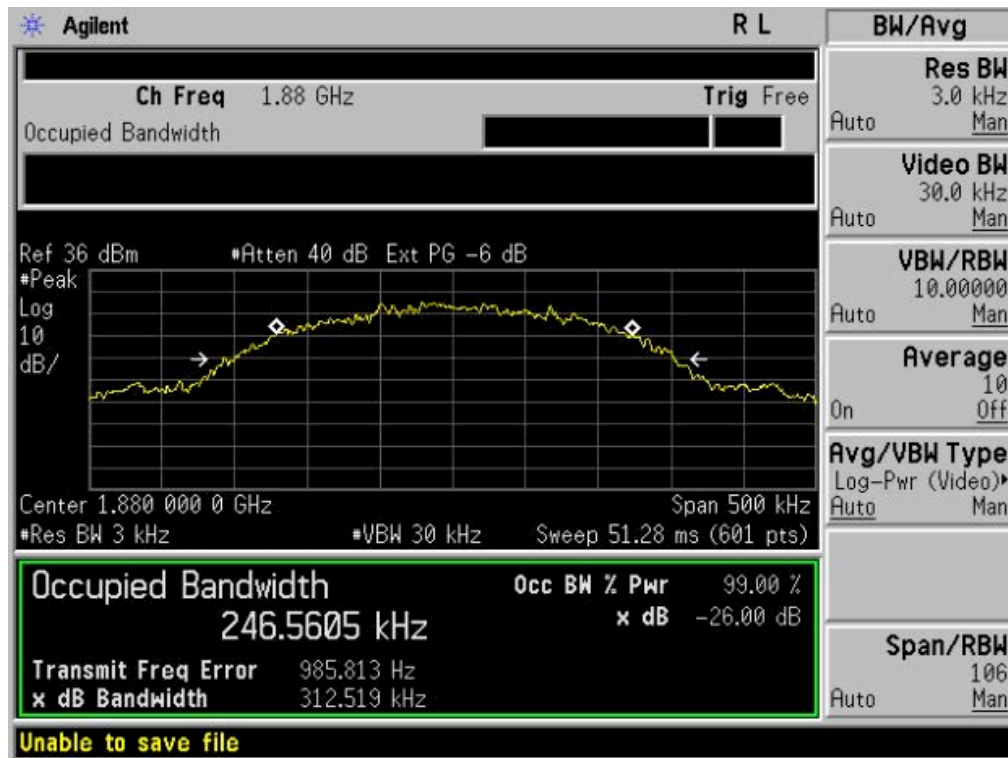 Agilent
R L
Ch Freq 1.88 GHz
Trig Free
Occupied Bandwidth
Ref 36 dBm #Atten 40 dB Ext PG -6 dB
#Peak
Log
10
dB/
Center 1.880 000 0 GHz
Span 500 kHz
#Res BW 3 kHz #VBW 30 kHz Sweep 51.28 ms (601 pts)
Occupied Bandwidth
246.5605 kHz
Occ BW % Pwr 99.00 %
x dB -26.00 dB
Transmit Freq Error 985.813 Hz
x dB Bandwidth 312.519 kHz
Unable to save file
BW/Avg
Res BW
3.0 kHz
Auto Man
Video BW
30.0 kHz
Auto Man
VBW/RBW
10.00000
Auto Man
Average
10
On Off
Avg/VBW Type
Log-Pwr (Video)
Auto Man
Span/RBW
106
Auto Man